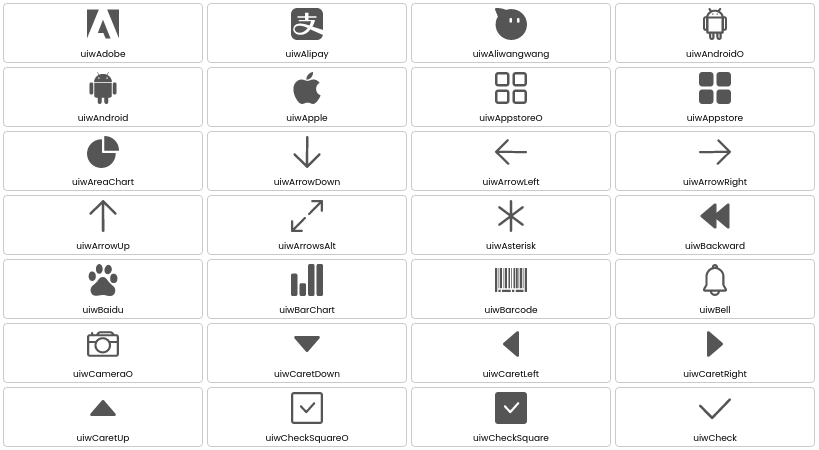 uiwAdobe
支
uiwAlipay
uiwAliwangwang
uiwAndroidO
uiwAndroid
uiwApple
uiwAppstoreO
uiwAppstore
uiwAreaChart
uiwArrowDown
uiwArrowLeft
uiwArrowRight
uiwArrowUp
uiwArrowsAlt
uiwAsterisk
uiwBackward
uiwBaidu
uiwBarChart
uiwBarcode
uiwBell
uiwCameraO
uiwCaretDown
uiwCaretLeft
uiwCaretRight
uiwCaretUp
uiwCheckSquareO
uiwCheckSquare
uiwCheck